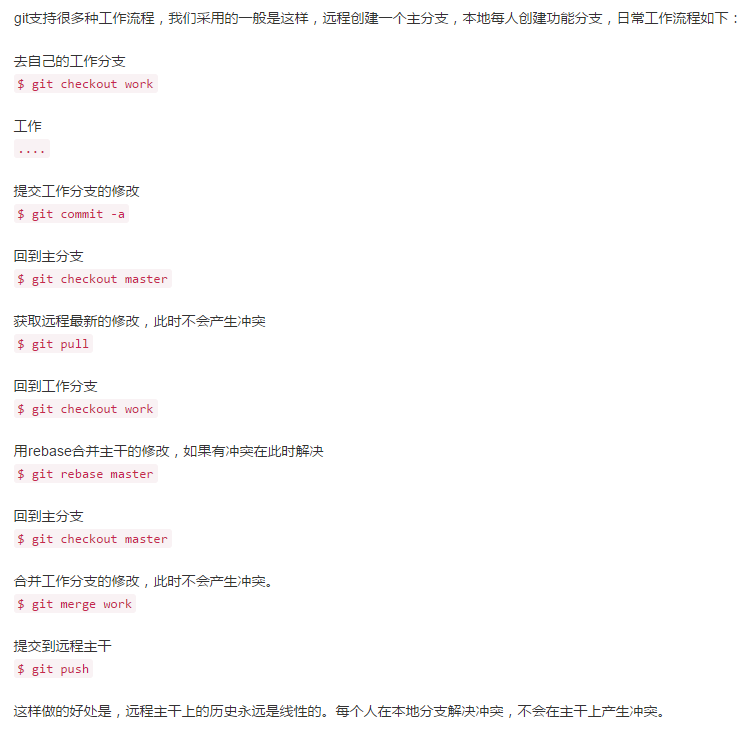 git支持很多种工作流程，我们采用的一般是这样，远程创建一个主分支，本地每人创建功能分支，日常工作流程如下：
去自己的工作分支
$ git checkout work
工作
....
提交工作分支的修改
$ git commit -a
回到主分支
$ git checkout master
获取远程最新的修改，此时不会产生冲突
$ git pull
回到工作分支
$ git checkout work
用rebase合并主干的修改，如果有冲突在此时解决
$ git rebase master
回到主分支
$ git checkout master
合并工作分支的修改，此时不会产生冲突。
$ git merge work
提交到远程主干
$ git push
这样做的好处是，远程主干上的历史永远是线性的。每个人在本地分支解决冲突，不会在主干上产生冲突。